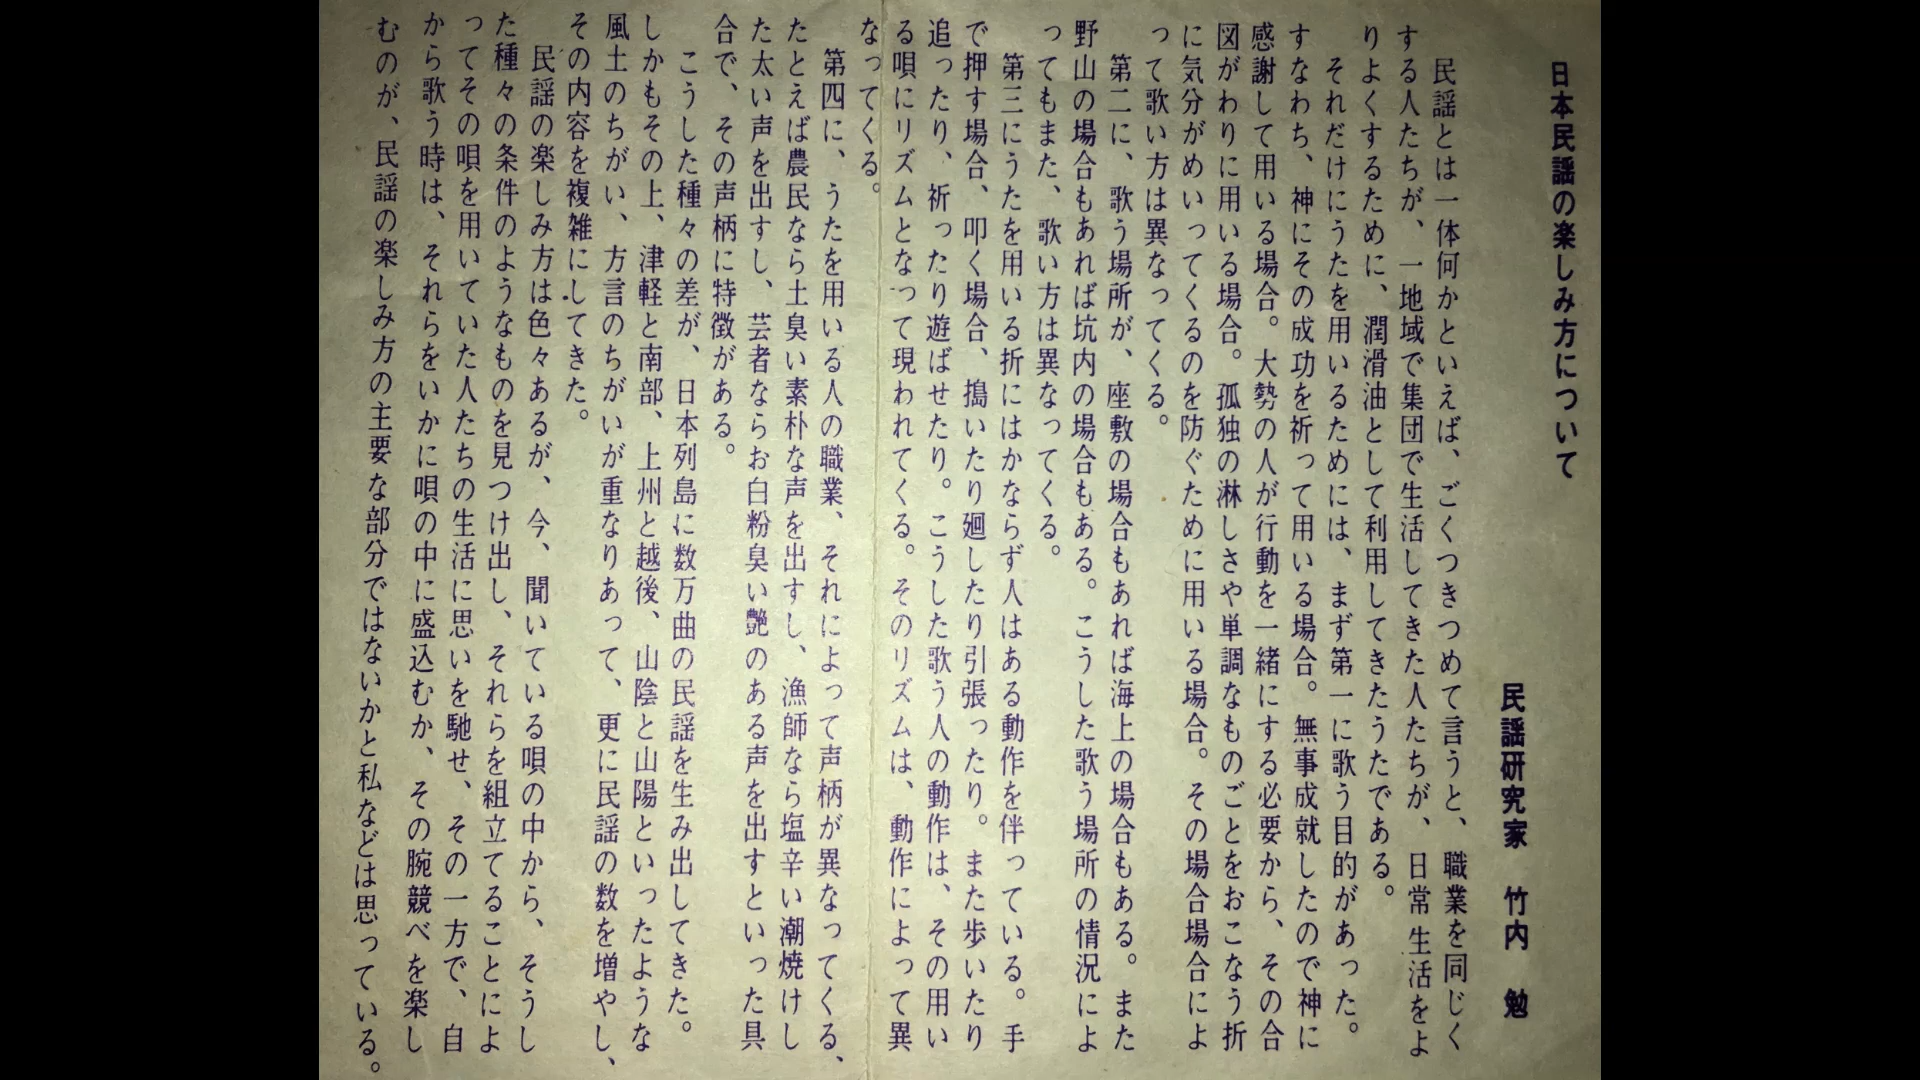 日本民謡の楽しみ方について
民謡研究家　竹内　勉
民謡とは一体何かといえば、ごくつきつめて言うと、職業を同じく
する人たちが、一地域で集団で生活してきた人たちが、日常生活をよ
りよくするために、潤滑油として利用してきたうたである。
それだけにうたを用いるためには、まず第一に歌う目的があった。
すなわち、神にその成功を祈って用いる場合。無事成就したので神に
感謝して用いる場合。大勢の人が行動を一緒にする必要から、その合
図がわりに用いる場合。孤独の淋しさや単調なものごとをおこなう折
に気分がめいってくるのを防ぐために用いる場合。その場合場合によ
って歌い方は異なってくる。
第二に、歌う場所が、座敷の場合もあれば海上の場合もある。また
野山の場合もあれば坑内の場合もある。こうした歌う場所の情況によ
ってもまた、歌い方は異なってくる。
第三にうたを用いる折にはかならず人はある動作を伴っている。手
で押す場合、叩く場合、搗いたり廻したり引張ったり。また歩いたり
追ったり、祈ったり遊ばせたり。こうした歌う人の動作は、その用い
る唄にリズムとなって現われてくる。そのリズムは、動作によって異
なってくる。
第四に、うたを用いる人の職業、それによって声柄が異なってくる、
たとえば農民なら土臭い素朴な声を出すし、漁師なら塩辛い潮焼けし
た太い声を出すし、芸者ならお白粉臭い艶のある声を出すといった具
合で、その声柄に特徴がある。
こうした種々の差が、日本列島に数万曲の民謡を生み出してきた。
しかもその上、津軽と南部、上州と越後、山陰と山陽といったような
風土のちがい、方言のちがいが重なりあって、更に民謡の数を増やし、
その内容を複雑にしてきた。
民謡の楽しみ方は色々あるが、今、聞いている唄の中から、そうし
た種々の条件のようなものを見つけ出し、それらを組立てることによ
ってその唄を用いていた人たちの生活に思いを馳せ、その一方で、自
から歌う時は、それらをいかに唄の中に盛込むか、その腕競べを楽し
むのが、民謡の楽しみ方の主要な部分ではないかと私などは思っている。